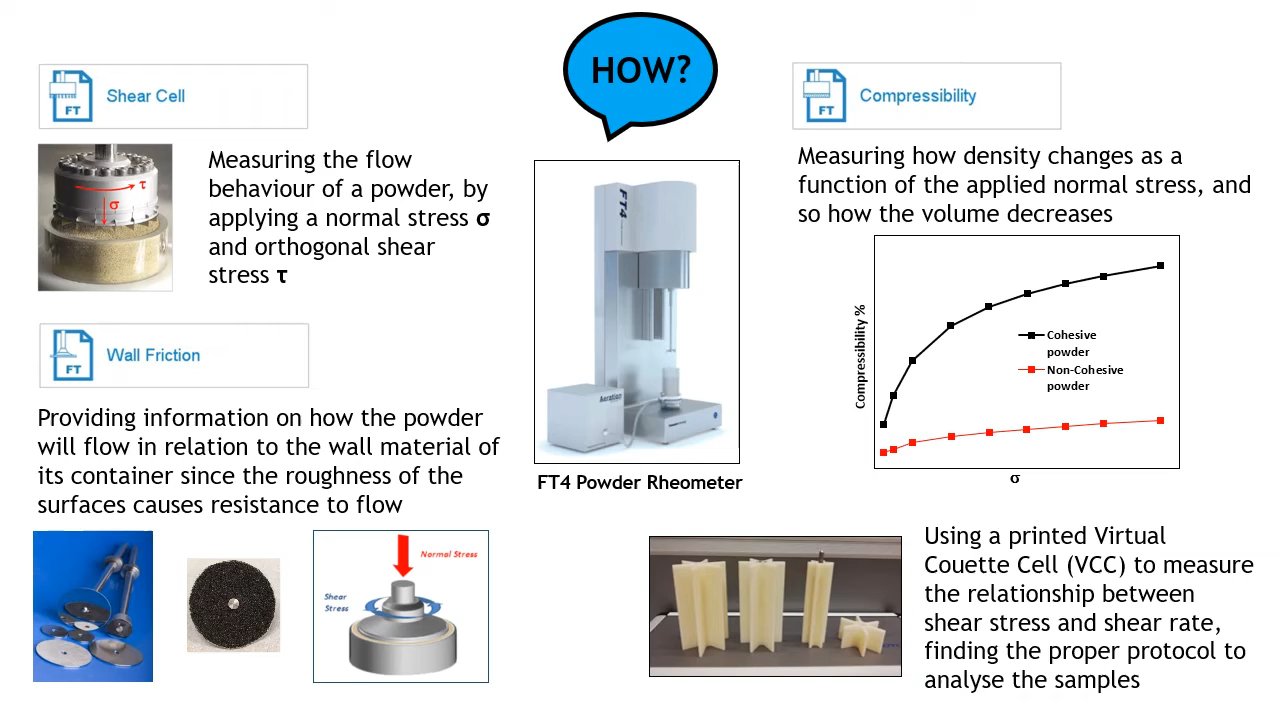 HOW?
FT
Shear Cell
τ
σ
Measuring the flow
behaviour of a powder, by
applying a normal stress σ
and orthogonal shear
stress τ
FT
Wall Friction
Providing information on how the powder
will flow in relation to the wall material of
its container since the roughness of the
surfaces causes resistance to flow
Normal Stress
Shear
Stress
FT4
Aeration
FT4 Powder Rheometer
FT
Compressibility
Measuring how density changes as a
function of the applied normal stress, and
so how the volume decreases
Compressibility %
Cohesive
powder
Non-Cohesive
powder
σ
Using a printed Virtual
Couette Cell (VCC) to measure
the relationship between
shear stress and shear rate,
finding the proper protocol to
analyse the samples